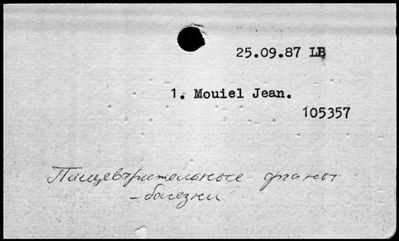 25.09.87 LB
1. Mouiel Jean.
105357
Пищеварительные органы
- болезни